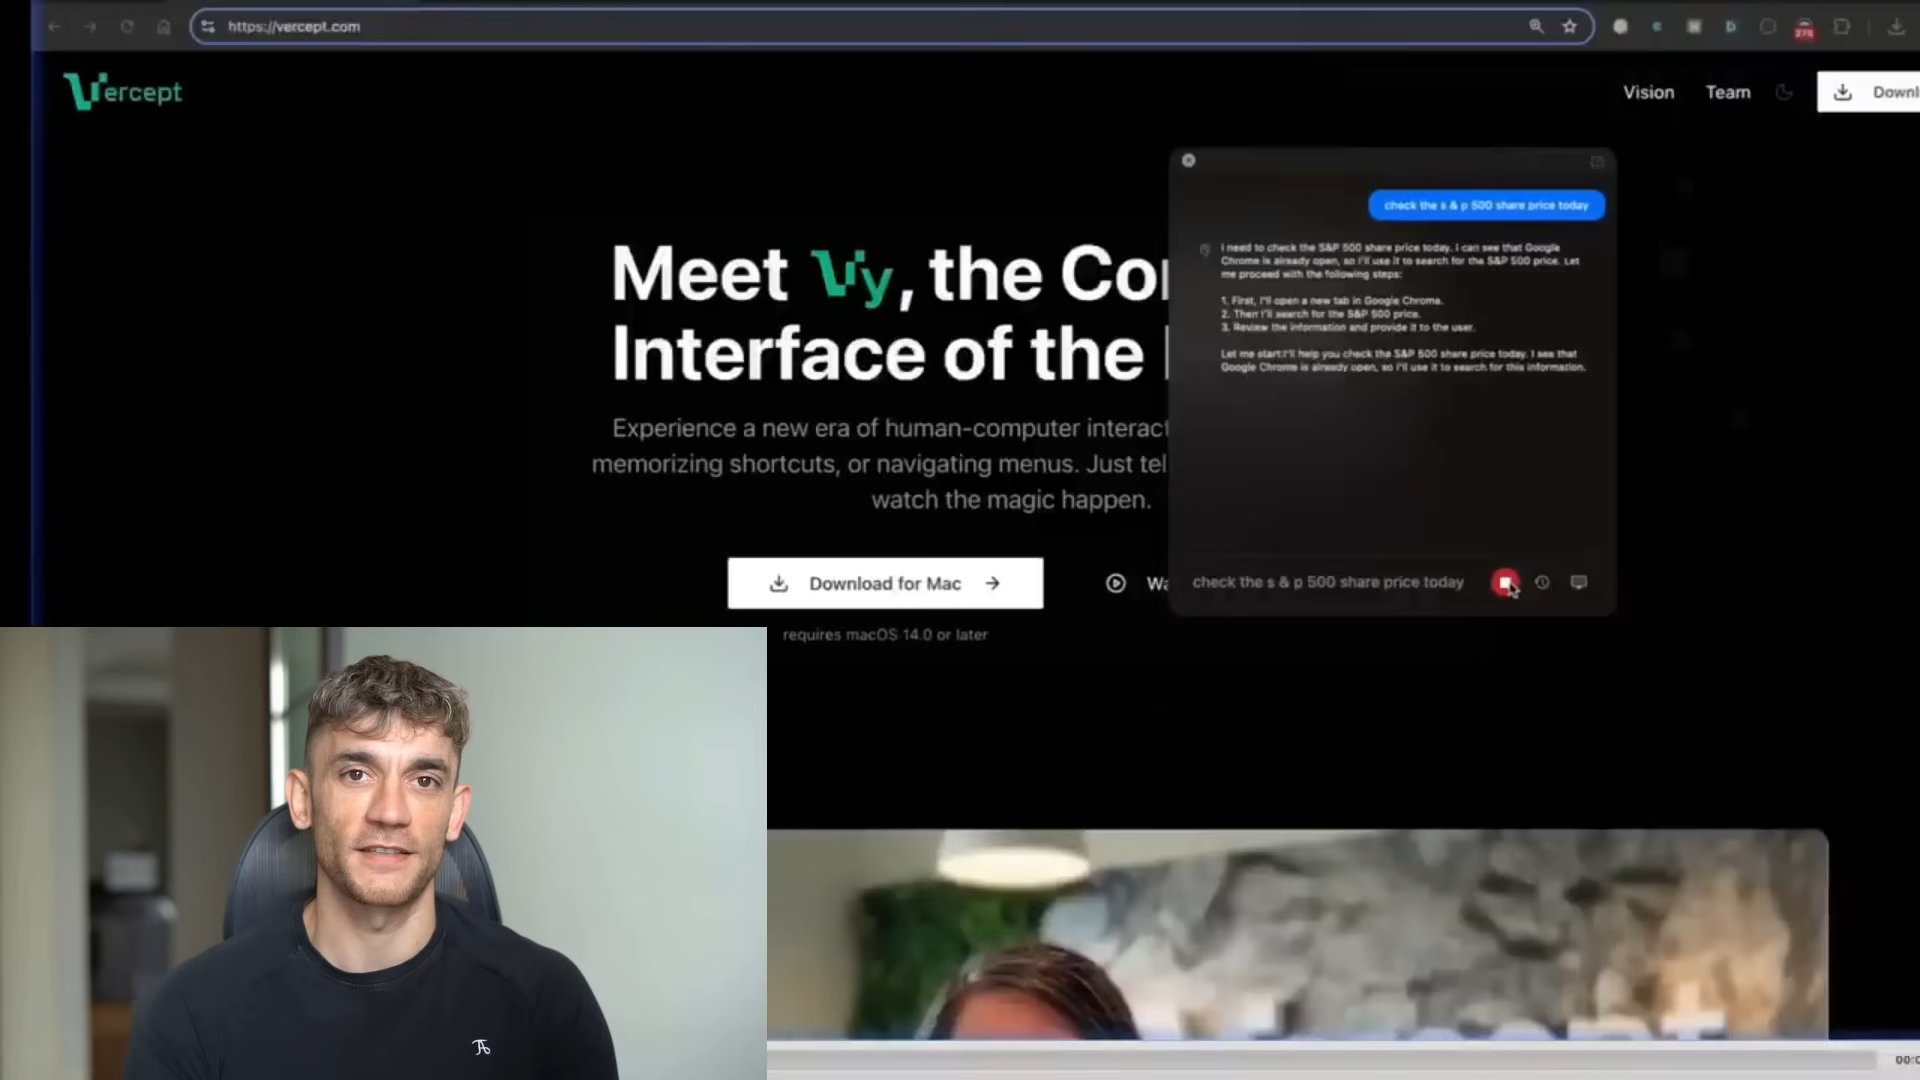 https://vercept.com
Vercept
Vision
Team
Downl
274
Meet Vy, the Co
Interface of the
Experience a new era of human-computer interact
memorizing shortcuts, or navigating menus. Just tel
watch the magic happen.
Download for Mac
Wa
requires macOS 14.0 or later
check the s & p 500 share price today
I need to check the S&P 500 share price today. I can see that Google
Chrome is already open, so I'll use it to search for the S&P 500 price. Let
me proceed with the following steps:
1. First, I'll open a new tab in Google Chrome.
2. Then I'll search for the S&P 500 price.
3. Review the information and provide it to the user.
Let me start:I'll help you check the S&P 500 share price today. I see that
Google Chrome is already open, so I'll use it to search for this information.
check the s & p 500 share price today
00:0